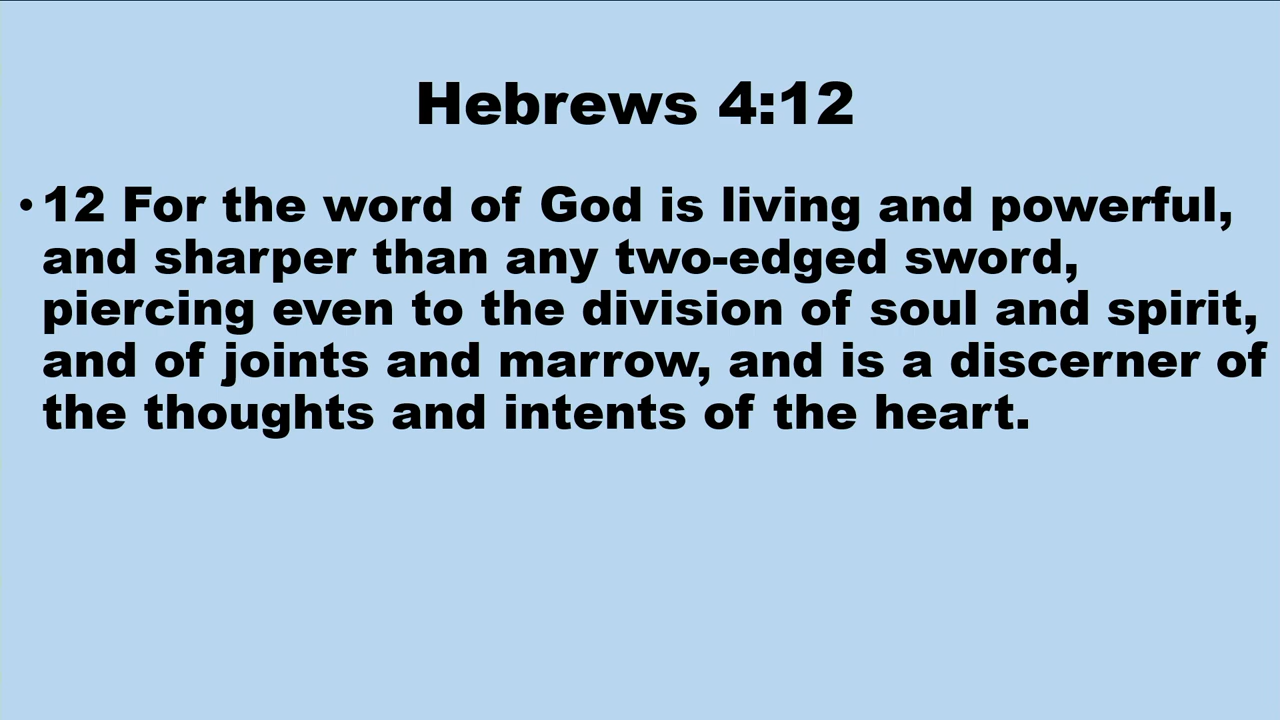 Hebrews 4:12
• 12 For the word of God is living and powerful,
and sharper than any two-edged sword,
piercing even to the division of soul and spirit,
and of joints and marrow, and is a discerner of
the thoughts and intents of the heart.